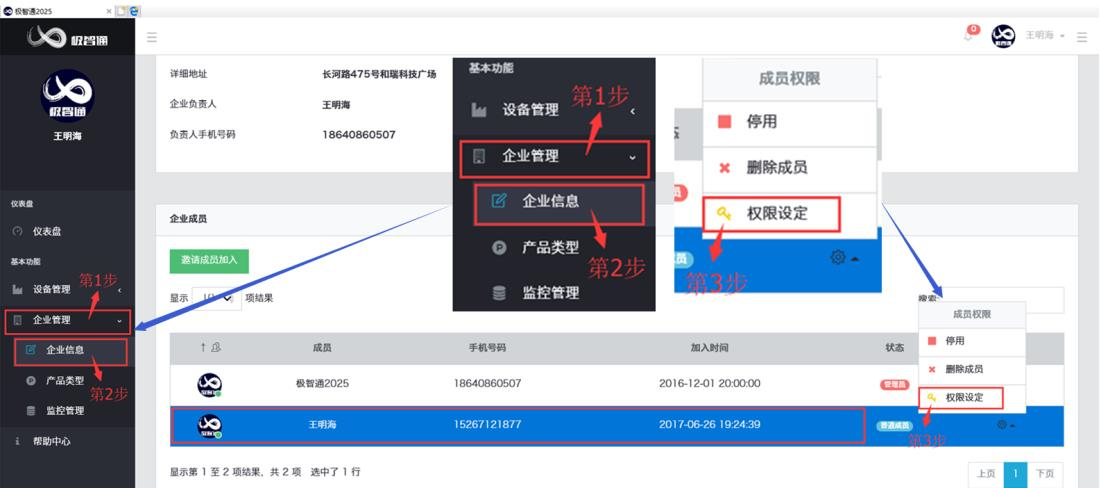 极智通2025
极智通
0
王明海
极智通
王明海
仪表盘
仪表盘
基本功能
设备管理
第1步
企业管理
企业信息
产品类型
第2步
监控管理
帮助中心
详细地址 长河路475号和瑞科技广场
企业负责人 王明海
负责人手机号码 18640860507
基本功能
设备管理
第1步
企业管理
企业信息
产品类型
第2步
监控管理
成员权限
停用
删除成员
权限设定
第3步
企业成员
邀请成员加入
显示 10 项结果
搜索:
成员 手机号码 加入时间 状态
极智通2025 18640860507 2016-12-01 20:00:00 管理员
王明海 15267121877 2017-06-26 19:24:39 普通成员
成员权限
停用
删除成员
权限设定
第3步
显示第 1 至 2 项结果，共 2 项 选中了 1 行
上页 1 下页